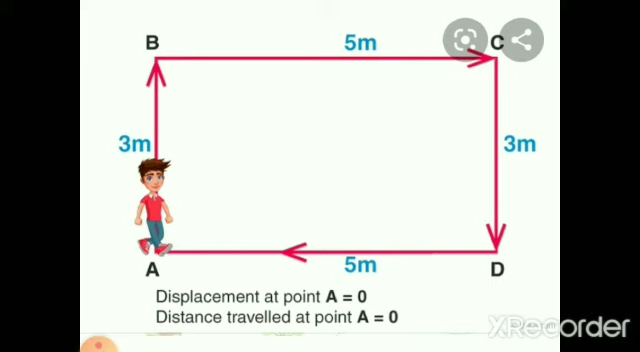 B
5m
C
3m
3m
A
5m
D
Displacement at point A = 0
Distance travelled at point A = 0
XRecorder